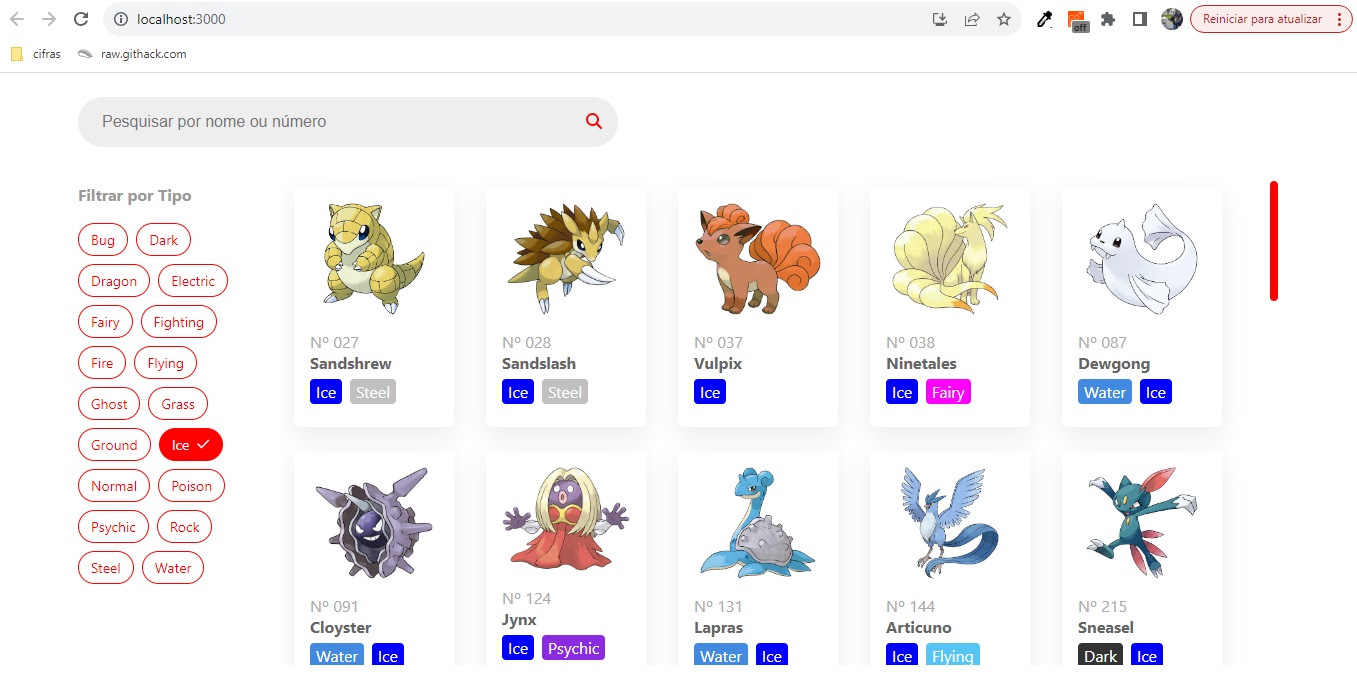 localhost:3000
off
Reiniciar para atualizar
cifras
raw.githack.com
Pesquisar por nome ou número
Filtrar por Tipo
Bug Dark
Dragon Electric
Fairy Fighting
Fire Flying
Ghost Grass
Ground Ice
Normal Poison
Psychic Rock
Steel Water
Nº 027
Sandshrew
Ice Steel
Nº 028
Sandslash
Ice Steel
Nº 037
Vulpix
Ice
Nº 038
Ninetales
Ice Fairy
Nº 087
Dewgong
Water Ice
Nº 091
Cloyster
Water Ice
Nº 124
Jynx
Ice Psychic
Nº 131
Lapras
Water Ice
Nº 144
Articuno
Ice Flying
Nº 215
Sneasel
Dark Ice